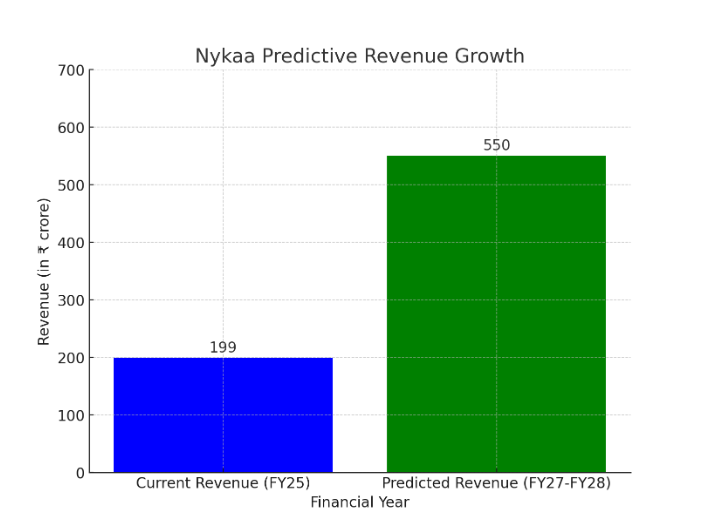 Nykaa Predictive Revenue Growth
Revenue (in ₹ crore)
700
600
500
400
300
200
100
0
199
550
Current Revenue (FY25)
Predicted Revenue (FY27-FY28)
Financial Year